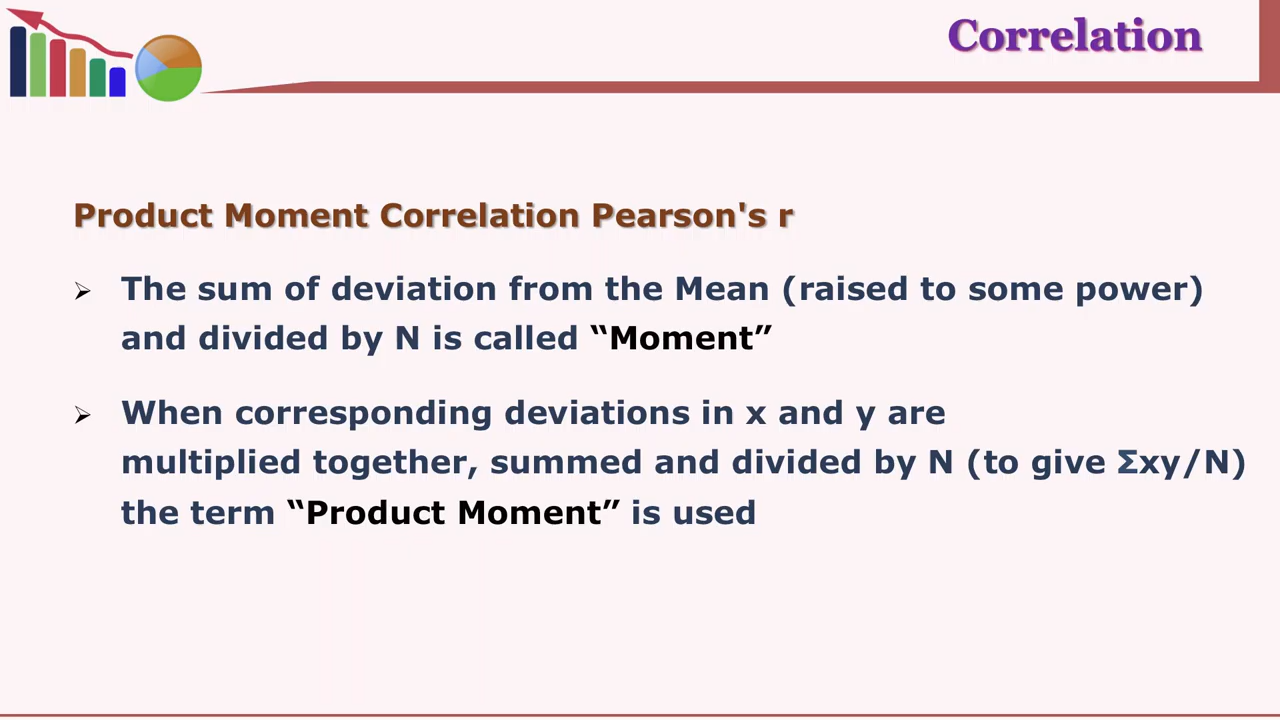 Correlation
Product Moment Correlation Pearson's r
➢ The sum of deviation from the Mean (raised to some power)
and divided by N is called “Moment”
➢ When corresponding deviations in x and y are
multiplied together, summed and divided by N (to give Σxy/N)
the term “Product Moment” is used